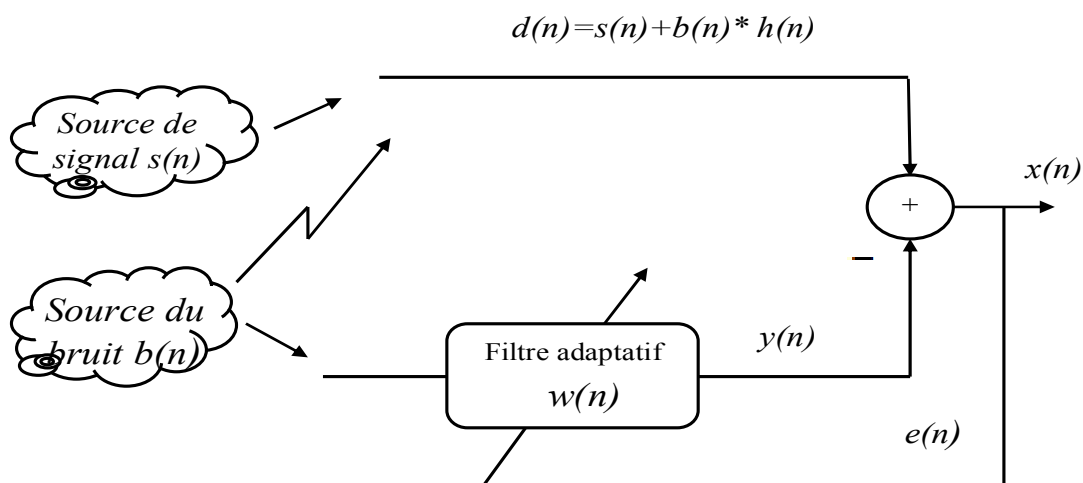 d(n)=s(n)+b(n)* h(n)
Source de
signal s(n)
x(n)
+
–
Source du
bruit b(n)
Filtre adaptatif
w(n)
y(n)
e(n)